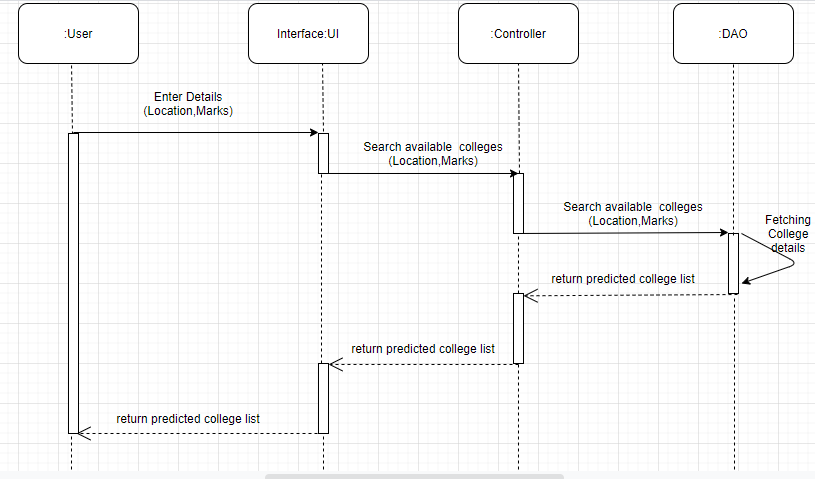 :User
Interface:UI
:Controller
:DAO
Enter Details
(Location,Marks)
Search available  colleges
(Location,Marks)
Search available  colleges
(Location,Marks)
Fetching
College
details
return predicted college list
return predicted college list
return predicted college list